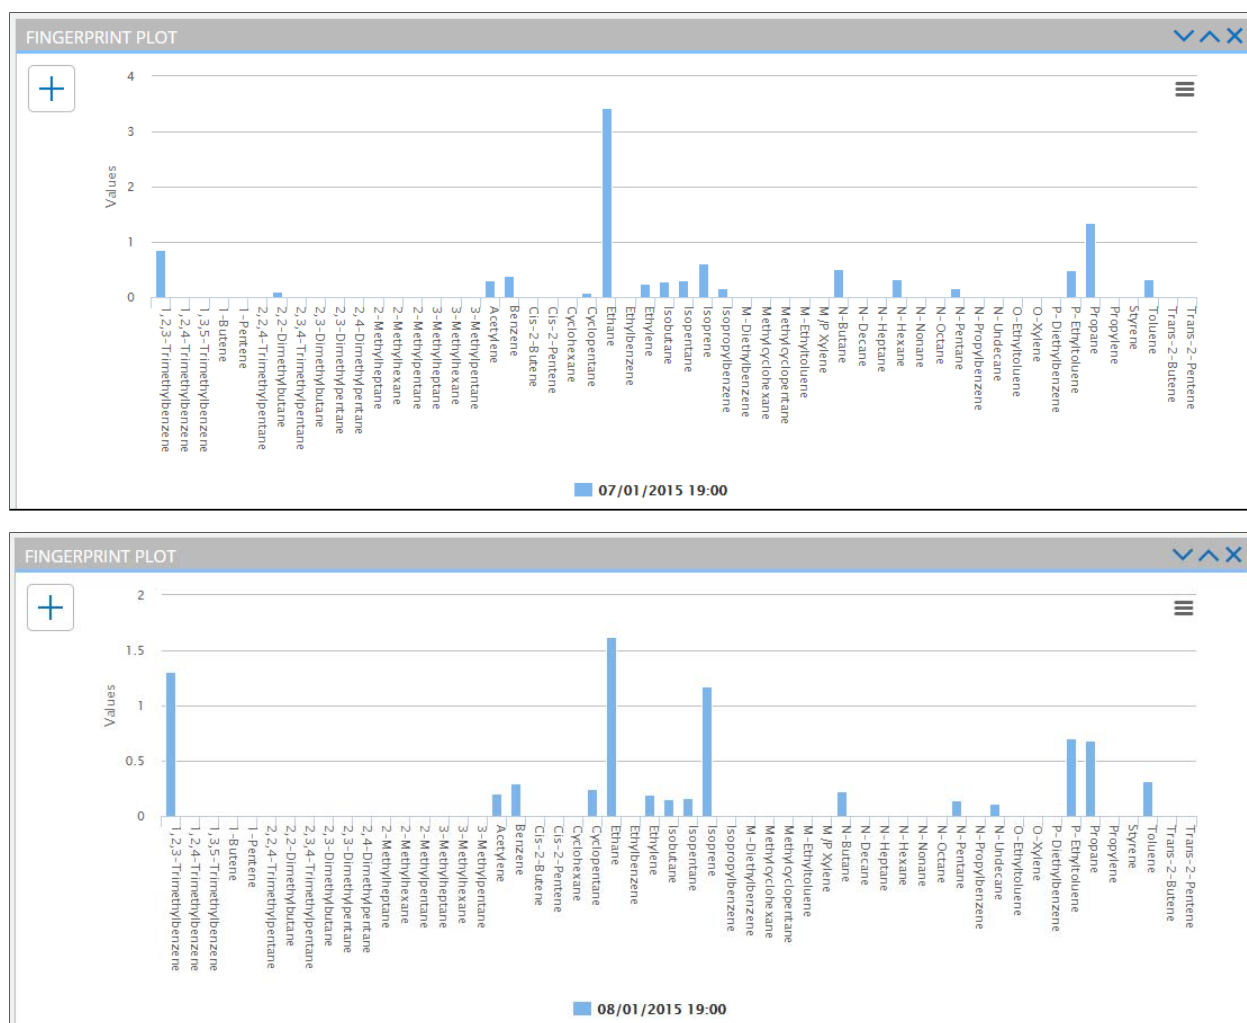 FINGERPRINT PLOT
4
3
2
1
0
Values
1,2,3-Trimethylbenzene
1,2,4-Trimethylbenzene
1,3,5-Trimethylbenzene
1-Butene
1-Pentene
2,2,4-Trimethylpentane
2,2-Dimethylbutane
2,3,4-Trimethylpentane
2,3-Dimethylbutane
2,3-Dimethylpentane
2,4-Dimethylpentane
2-Methylheptane
2-Methylhexane
2-Methylpentane
3-Methylheptane
3-Methylhexane
3-Methylpentane
Acetylene
Benzene
Cis-2-Butene
Cis-2-Pentene
Cyclohexane
Cyclopentane
Ethane
Ethylbenzene
Ethylene
Isobutane
Isopentane
Isoprene
Isopropylbenzene
M-Diethylbenzene
Methylcyclohexane
Methylcyclopentane
M-Ethyltoluene
M/P Xylene
N-Butane
N-Decane
N-Heptane
N-Hexane
N-Nonane
N-Octane
N-Pentane
N-Propylbenzene
N-Undecane
O-Ethyltoluene
O-Xylene
P-Diethylbenzene
P-Ethyltoluene
Propane
Propylene
Styrene
Toluene
Trans-2-Butene
Trans-2-Pentene
07/01/2015 19:00
FINGERPRINT PLOT
2
1.5
1
0.5
0
Values
1,2,3-Trimethylbenzene
1,2,4-Trimethylbenzene
1,3,5-Trimethylbenzene
1-Butene
1-Pentene
2,2,4-Trimethylpentane
2,2-Dimethylbutane
2,3,4-Trimethylpentane
2,3-Dimethylbutane
2,3-Dimethylpentane
2,4-Dimethylpentane
2-Methylheptane
2-Methylhexane
2-Methylpentane
3-Methylheptane
3-Methylhexane
3-Methylpentane
Acetylene
Benzene
Cis-2-Butene
Cis-2-Pentene
Cyclohexane
Cyclopentane
Ethane
Ethylbenzene
Ethylene
Isobutane
Isopentane
Isoprene
Isopropylbenzene
M-Diethylbenzene
Methylcyclohexane
Methylcyclopentane
M-Ethyltoluene
M/P Xylene
N-Butane
N-Decane
N-Heptane
N-Hexane
N-Nonane
N-Octane
N-Pentane
N-Propylbenzene
N-Undecane
O-Ethyltoluene
O-Xylene
P-Diethylbenzene
P-Ethyltoluene
Propane
Propylene
Styrene
Toluene
Trans-2-Butene
Trans-2-Pentene
08/01/2015 19:00